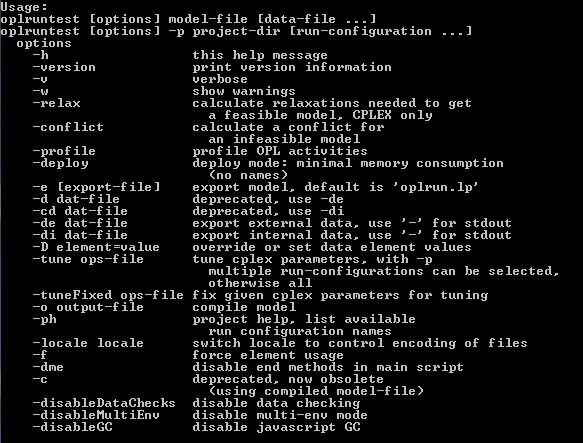 Usage:
oplruntest [options] model-file [data-file ...]
oplruntest [options] -p project-dir [run-configuration ...]
  options
    -h                  this help message
    -version            print version information
    -v                  verbose
    -w                  show warnings
    -relax              calculate relaxations needed to get
                          a feasible model, CPLEX only
    -conflict           calculate a conflict for
                          an infeasible model
    -profile            profile OPL activities
    -deploy             deploy mode: minimal memory consumption
                          (no names)
    -e [export-file]    export model, default is 'oplrun.lp'
    -d dat-file         deprecated, use -de
    -cd dat-file        deprecated, use -di
    -de dat-file        export external data, use '-' for stdout
    -di dat-file        export internal data, use '-' for stdout
    -D element=value    override or set data element values
    -tune ops-file      tune cplex parameters, with -p
                          multiple run-configurations can be selected,
                          otherwise all
    -tuneFixed ops-file fix given cplex parameters for tuning
    -o output-file      compile model
    -ph                 project help, list available
                          run configuration names
    -locale locale      switch locale to control encoding of files
    -f                  force element usage
    -dme                disable end methods in main script
    -c                  deprecated, now obsolete
                          (using compiled model-file)
    -disableDataChecks  disable data checking
    -disableMultiEnv    disable multi-env mode
    -disableGC          disable javascript GC